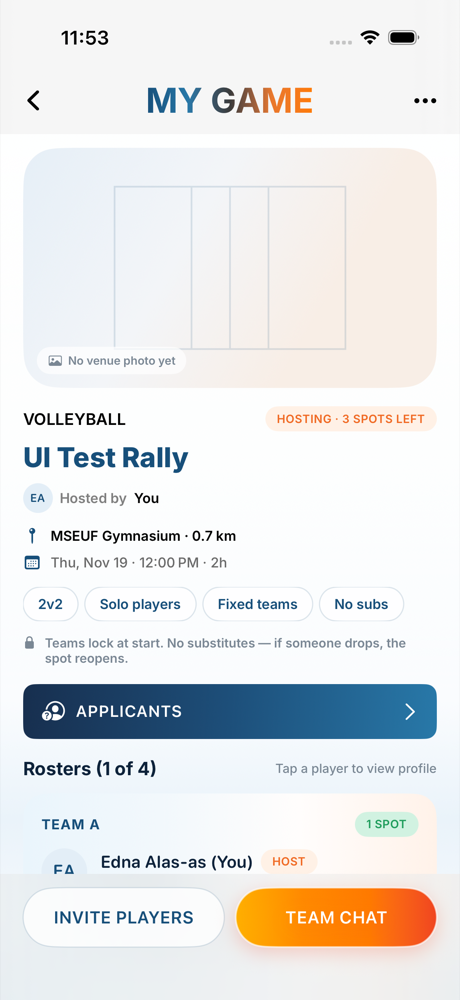 11:53
MY GAME
No venue photo yet
VOLLEYBALL
HOSTING · 3 SPOTS LEFT
UI Test Rally
EA
Hosted by You
MSEUF Gymnasium · 0.7 km
Thu, Nov 19 · 12:00 PM · 2h
2v2
Solo players
Fixed teams
No subs
Teams lock at start. No substitutes — if someone drops, the
spot reopens.
APPLICANTS
Rosters (1 of 4)
Tap a player to view profile
TEAM A
1 SPOT
EA
Edna Alas-as (You)
HOST
INVITE PLAYERS
TEAM CHAT